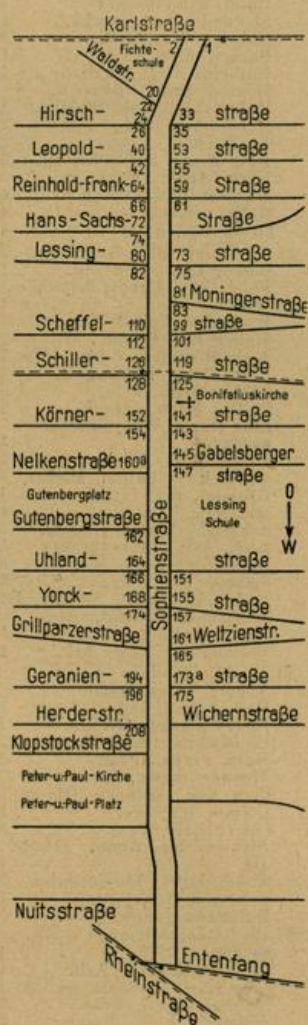 Karlstraße
Waldstr. Fichte- 2 1
schule
20
22
Hirsch- 24 33 straße
26 35
Leopold- 40 53 straße
42 55
Reinhold-Frank-64 59 Straße
66 61
Hans-Sachs-72 Straße
74
Lessing- 80 73 straße
82 75
81 Moningerstraße
83
Scheffel- 110 99 straße
112 101
Schiller- 126 119 straße
128 125
Bonifatiuskirche
Körner- 152 141 straße
154 143
Nelkenstraße 160a 145 Gabelsberger
147 straße
Gutenbergplatz Lessing
Schule
O
W
Gutenbergstraße
162
Sophienstraße
Uhland- 164 straße
166 151
Yorck- 168 155 straße
174 157
Grillparzerstraße 161 Weltzienstr.
165
Geranien- 194 173a straße
196 175
Herderstr. Wichernstraße
208
Klopstockstraße
Peter-u.-Paul-Kirche
Peter-u.-Paul-Platz
Nuitsstraße
Rheinstraße Entenfang